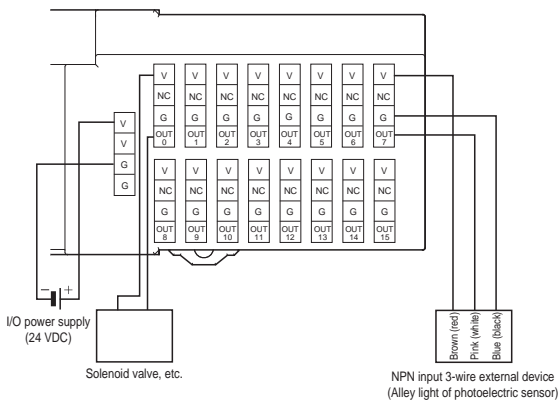 V V V V V V V V
NC NC NC NC NC NC NC NC
G G G G G G G G
OUT 0 OUT 1 OUT 2 OUT 3 OUT 4 OUT 5 OUT 6 OUT 7
V
V
G
G
V V V V V V V V
NC NC NC NC NC NC NC NC
G G G G G G G G
OUT 8 OUT 9 OUT 10 OUT 11 OUT 12 OUT 13 OUT 14 OUT 15
− +
I/O power supply
(24 VDC)
Solenoid valve, etc.
Brown (red)
Pink (white)
Blue (black)
NPN input 3-wire external device
(Alley light of photoelectric sensor)